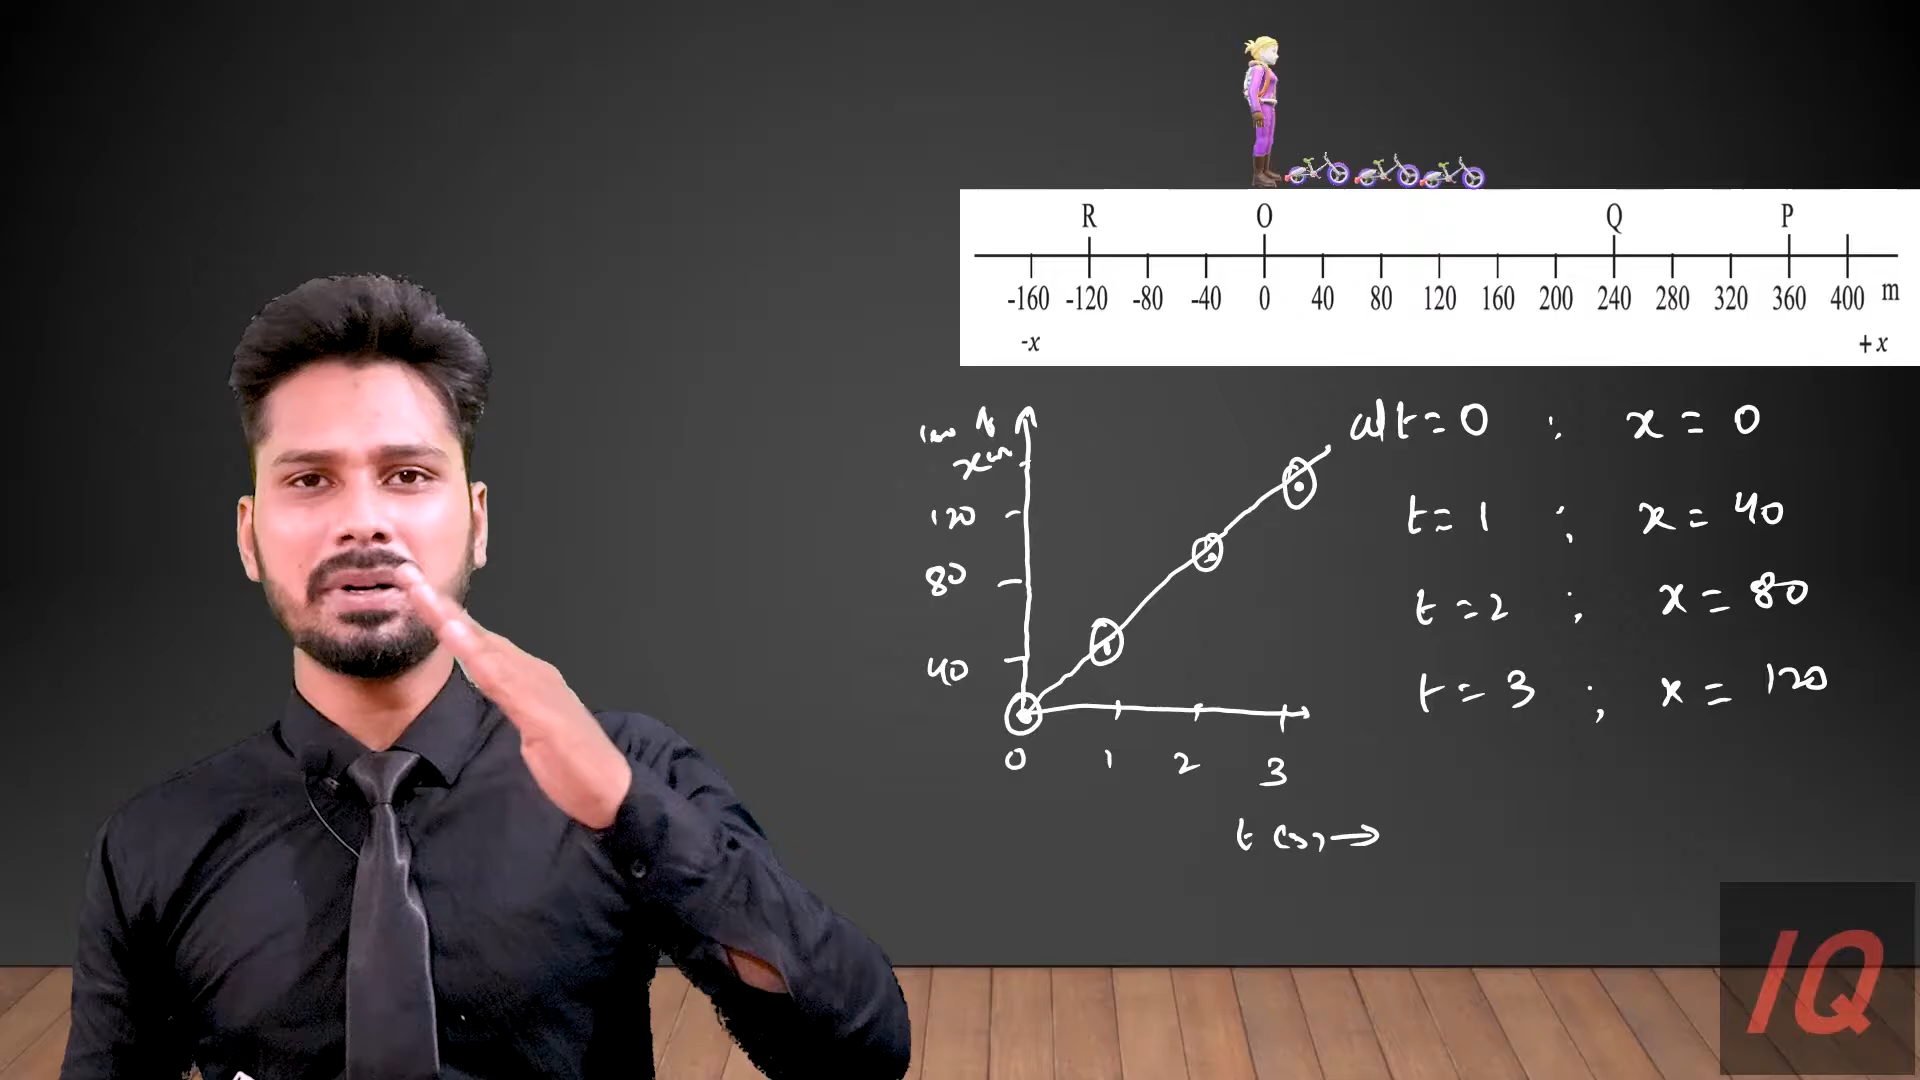 R O Q P
-160 -120 -80 -40 0 40 80 120 160 200 240 280 320 360 400 m
-x +x
at t = 0 ; x = 0
t = 1 ; x = 40
t = 2 ; x = 80
t = 3 ; x = 120
120
80
40
0 1 2 3
t (s) →
IQ